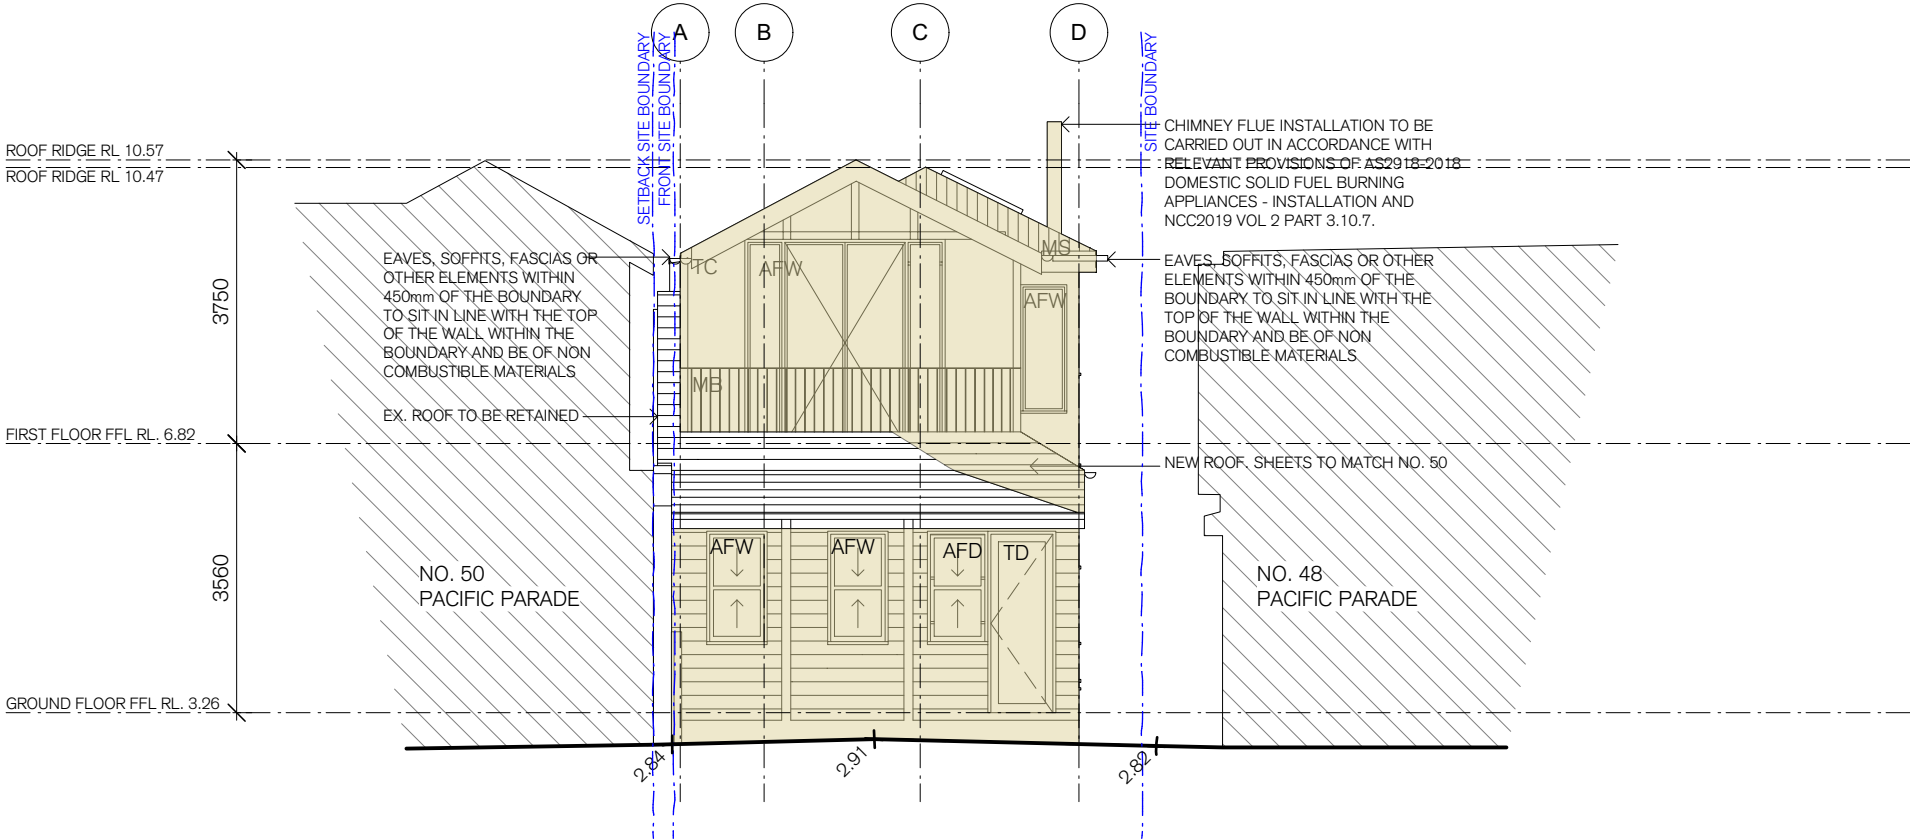 A
B
C
D
SETBACK SITE BOUNDARY
FRONT SITE BOUNDARY
SITE BOUNDARY
CHIMNEY FLUE INSTALLATION TO BE
CARRIED OUT IN ACCORDANCE WITH
RELEVANT PROVISIONS OF AS2918-2018
DOMESTIC SOLID FUEL BURNING
APPLIANCES - INSTALLATION AND
NCC2019 VOL 2 PART 3.10.7.
ROOF RIDGE RL 10.57
ROOF RIDGE RL 10.47
EAVES, SOFFITS, FASCIAS OR
OTHER ELEMENTS WITHIN
450mm OF THE BOUNDARY
TO SIT IN LINE WITH THE TOP
OF THE WALL WITHIN THE
BOUNDARY AND BE OF NON
COMBUSTIBLE MATERIALS
TC
AFW
MS
AFW
EAVES, SOFFITS, FASCIAS OR OTHER
ELEMENTS WITHIN 450mm OF THE
BOUNDARY TO SIT IN LINE WITH THE
TOP OF THE WALL WITHIN THE
BOUNDARY AND BE OF NON
COMBUSTIBLE MATERIALS
3750
MB
EX. ROOF TO BE RETAINED
FIRST FLOOR FFL RL. 6.82
NEW ROOF. SHEETS TO MATCH NO. 50
AFW
AFW
AFD
TD
3560
NO. 50
PACIFIC PARADE
NO. 48
PACIFIC PARADE
GROUND FLOOR FFL RL. 3.26
2.84
2.91
2.82